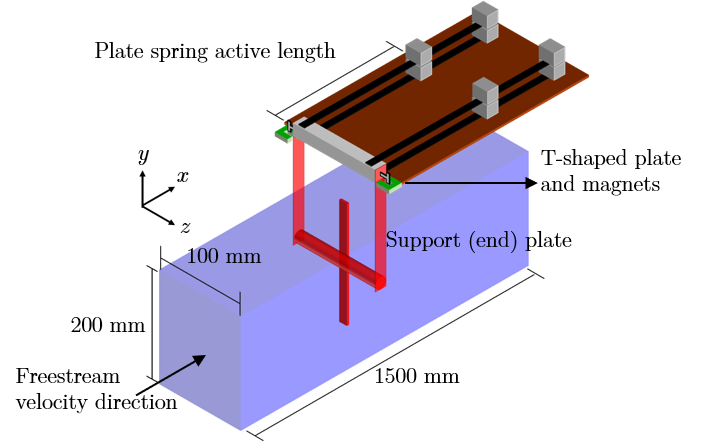 Plate spring active length
T-shaped plate
and magnets
y
x
z
Support (end) plate
100 mm
200 mm
1500 mm
Freestream
velocity direction